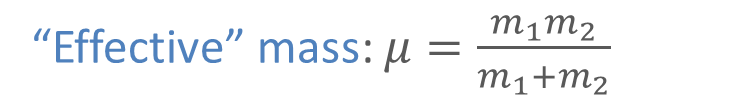 “Effective” mass: 𝜇 = 𝑚₁𝑚₂ / 𝑚₁+𝑚₂